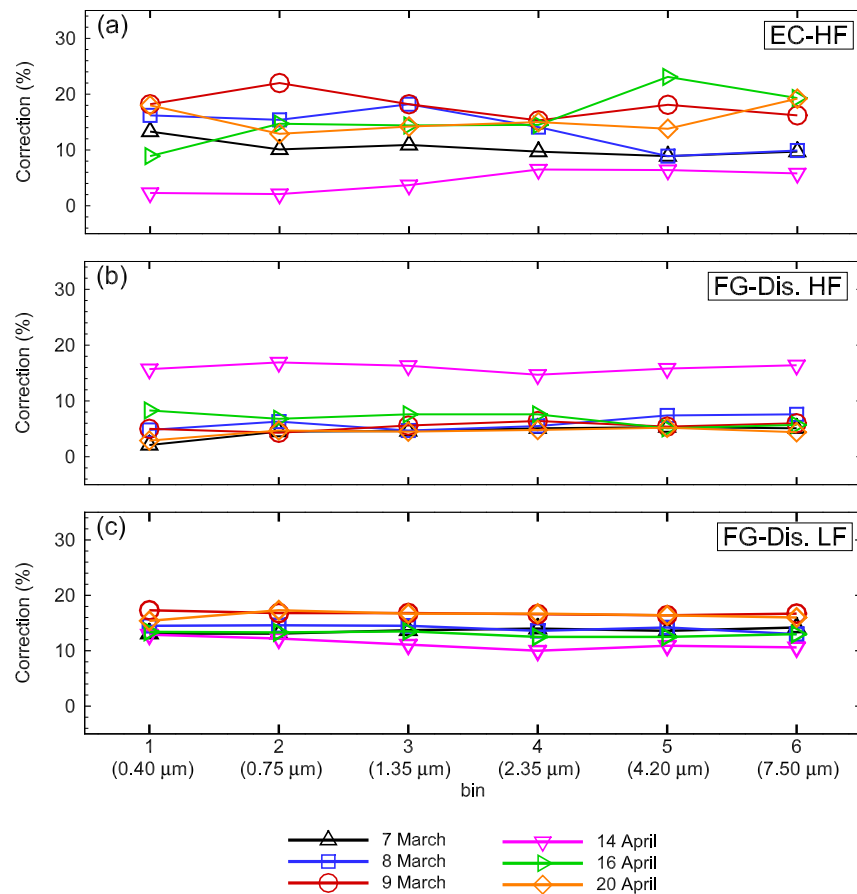 (a)
EC-HF
30
20
10
0
Correction (%)
(b)
FG-Dis. HF
30
20
10
0
Correction (%)
(c)
FG-Dis. LF
30
20
10
0
Correction (%)
1 2 3 4 5 6
(0.40 µm) (0.75 µm) (1.35 µm) (2.35 µm) (4.20 µm) (7.50 µm)
bin
7 March 14 April
8 March 16 April
9 March 20 April